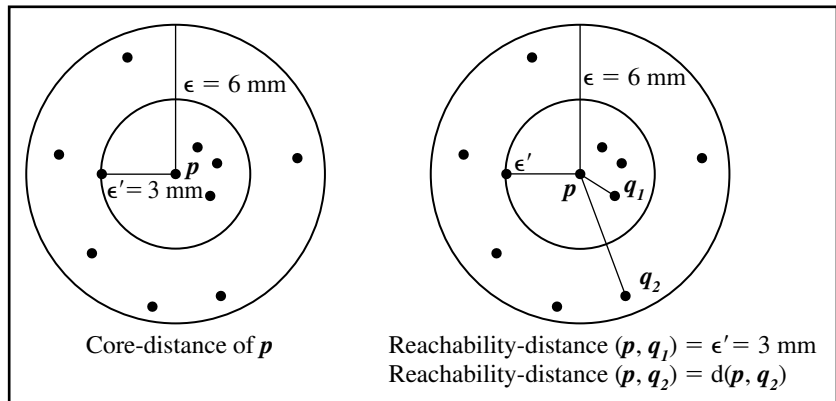 ϵ = 6 mm
p
ϵ′ = 3 mm
Core-distance of p
ϵ = 6 mm
ϵ′
p
q₁
q₂
Reachability-distance (p, q₁) = ϵ′ = 3 mm
Reachability-distance (p, q₂) = d(p, q₂)